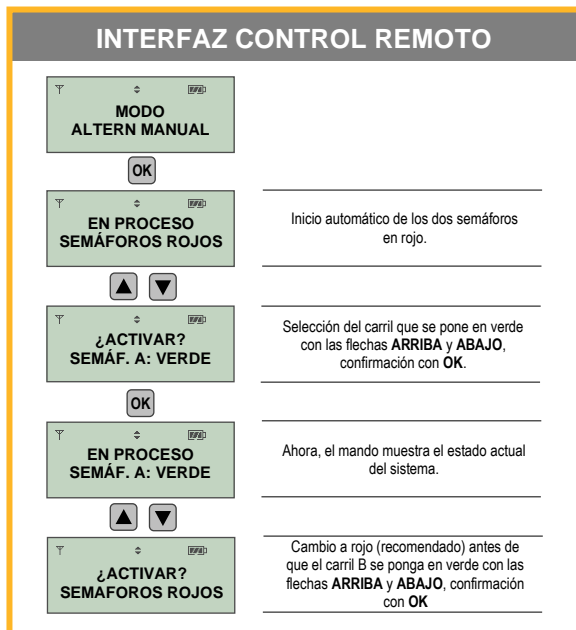 INTERFAZ CONTROL REMOTO
MODO
ALTERN MANUAL
OK
EN PROCESO
SEMÁFOROS ROJOS
Inicio automático de los dos semáforos
en rojo.
¿ACTIVAR?
SEMÁF. A: VERDE
Selección del carril que se pone en verde
con las flechas ARRIBA y ABAJO,
confirmación con OK.
OK
EN PROCESO
SEMÁF. A: VERDE
Ahora, el mando muestra el estado actual
del sistema.
¿ACTIVAR?
SEMAFOROS ROJOS
Cambio a rojo (recomendado) antes de
que el carril B se ponga en verde con las
flechas ARRIBA y ABAJO, confirmación
con OK